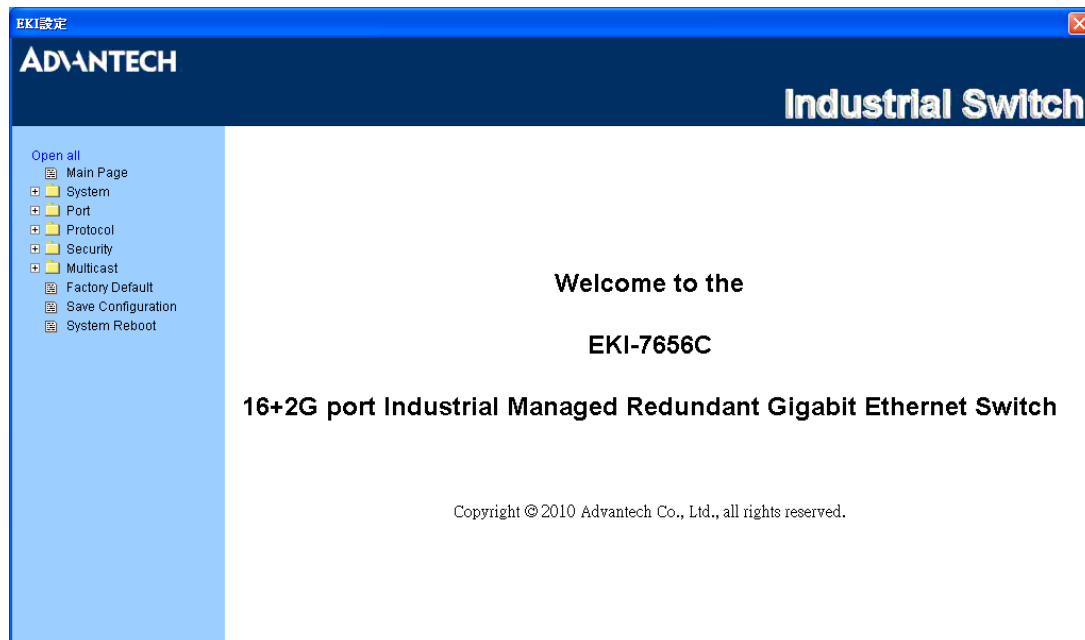 EKI設定
ADVANTECH
Industrial Switch
Open all
Main Page
System
Port
Protocol
Security
Multicast
Factory Default
Save Configuration
System Reboot
Welcome to the
EKI-7656C
16+2G port Industrial Managed Redundant Gigabit Ethernet Switch
Copyright © 2010 Advantech Co., Ltd., all rights reserved.